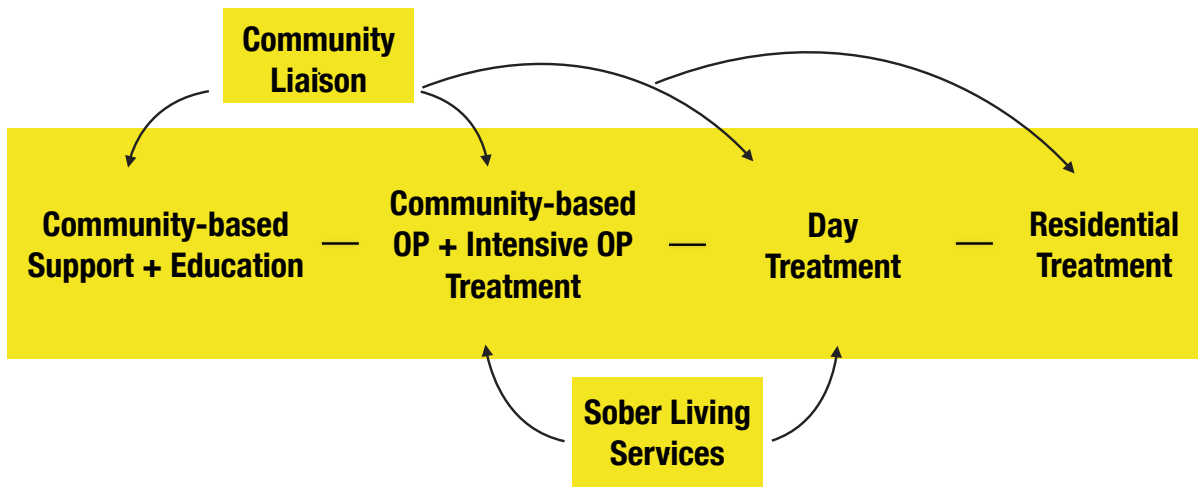 Community
Liaison
Community-based
Support + Education
Community-based
OP + Intensive OP
Treatment
Day
Treatment
Residential
Treatment
Sober Living
Services